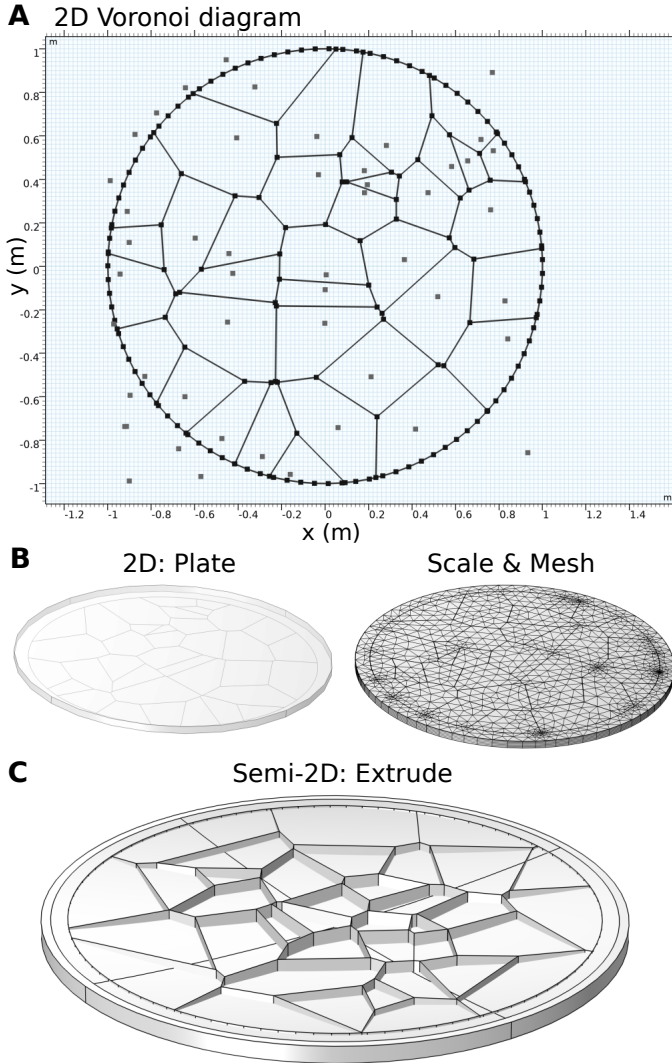 A 2D Voronoi diagram
m
1
0.8
0.6
0.4
0.2
0
-0.2
-0.4
-0.6
-0.8
-1
y (m)
m
-1.2 -1 -0.8 -0.6 -0.4 -0.2 0 0.2 0.4 0.6 0.8 1 1.2 1.4
x (m)
B
2D: Plate Scale & Mesh
C
Semi-2D: Extrude